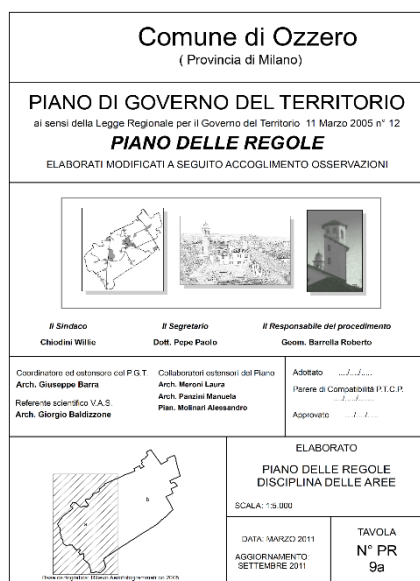 Comune di Ozzero
( Provincia di Milano)
PIANO DI GOVERNO DEL TERRITORIO
ai sensi della Legge Regionale per il Governo del Territorio 11 Marzo 2005 n° 12
PIANO DELLE REGOLE
ELABORATI MODIFICATI A SEGUITO ACCOGLIMENTO OSSERVAZIONI
Il Sindaco
Chiodini Willie
Il Segretario
Dott. Pepe Paolo
Il Responsabile del procedimento
Geom. Barrella Roberto
Coordinatore ed estensore del P.G.T.
Arch. Giuseppe Barra
Referente scientifico V.A.S.
Arch. Giorgio Baldizzone
Collaboratori estensori del Piano
Arch. Meroni Laura
Arch. Panzini Manuela
Pian. Molinari Alessandro
Adottato ..../..../.....
Parere di Compatibilità P.T.C.P.
..../..../.......
Approvato ..../..../.....
a
b
ELABORATO
PIANO DELLE REGOLE
DISCIPLINA DELLE AREE
SCALA: 1:5.000
DATA: MARZO 2011
AGGIORNAMENTO:
SETTEMBRE 2011
TAVOLA
N° PR
9a